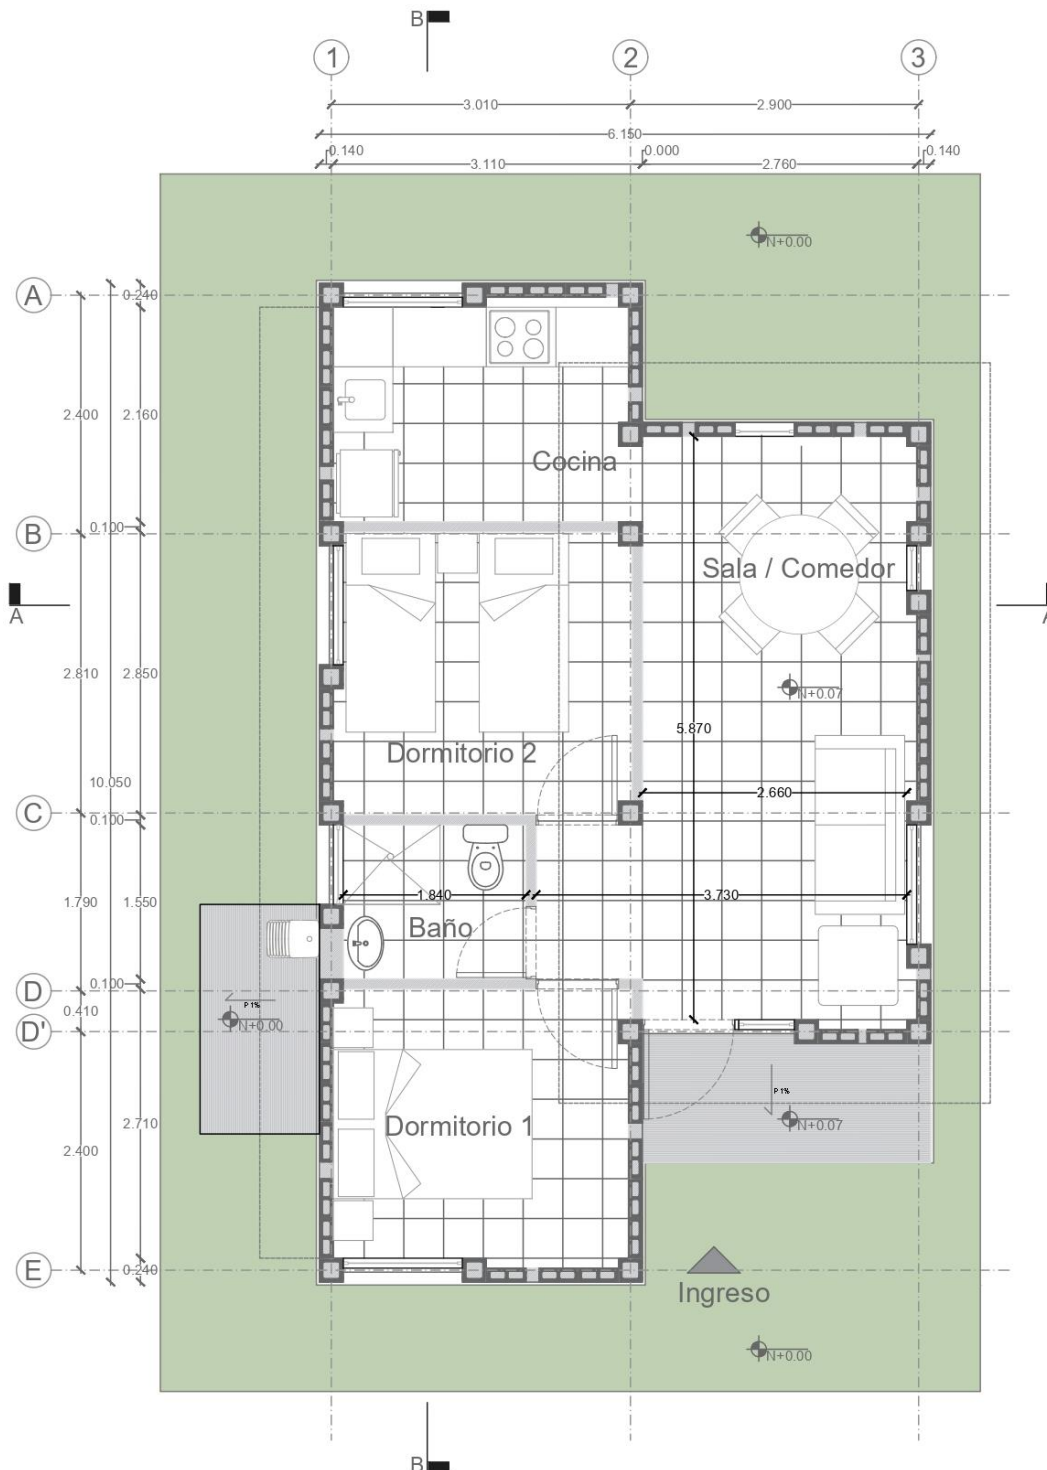 B
1
2
3
3.010
2.900
6.150
0.140
0.000
0.140
3.110
2.760
N+0.00
A
0.240
2.400
2.160
Cocina
B
0.100
Sala / Comedor
A
A
2.810
2.850
N+0.07
5.870
Dormitorio 2
10.050
2.660
C
0.100
1.790
1.550
1.840
3.730
Baño
D
0.100
0.410
P 1%
D'
N+0.00
P 1%
2.710
Dormitorio 1
N+0.07
2.400
E
0.240
Ingreso
N+0.00
B